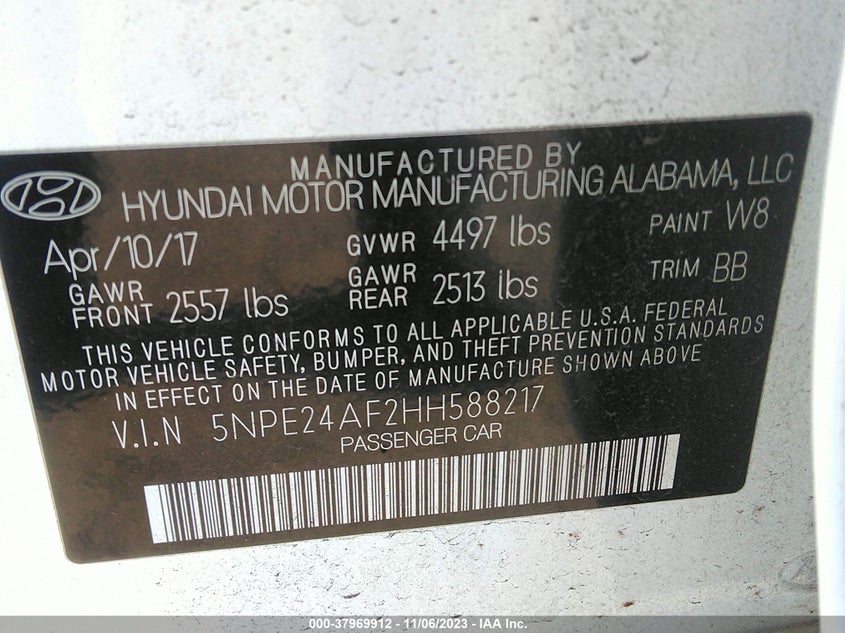 MANUFACTURED BY
HYUNDAI MOTOR MANUFACTURING ALABAMA, LLC
Apr/10/17 GVWR 4497 lbs PAINT W8
GAWR FRONT 2557 lbs GAWR REAR 2513 lbs TRIM BB
THIS VEHICLE CONFORMS TO ALL APPLICABLE U.S.A. FEDERAL
MOTOR VEHICLE SAFETY, BUMPER, AND THEFT PREVENTION STANDARDS
IN EFFECT ON THE DATE OF MANUFACTURE SHOWN ABOVE
V.I.N 5NPE24AF2HH588217
PASSENGER CAR
000-37969912 - 11/06/2023 - IAA Inc.